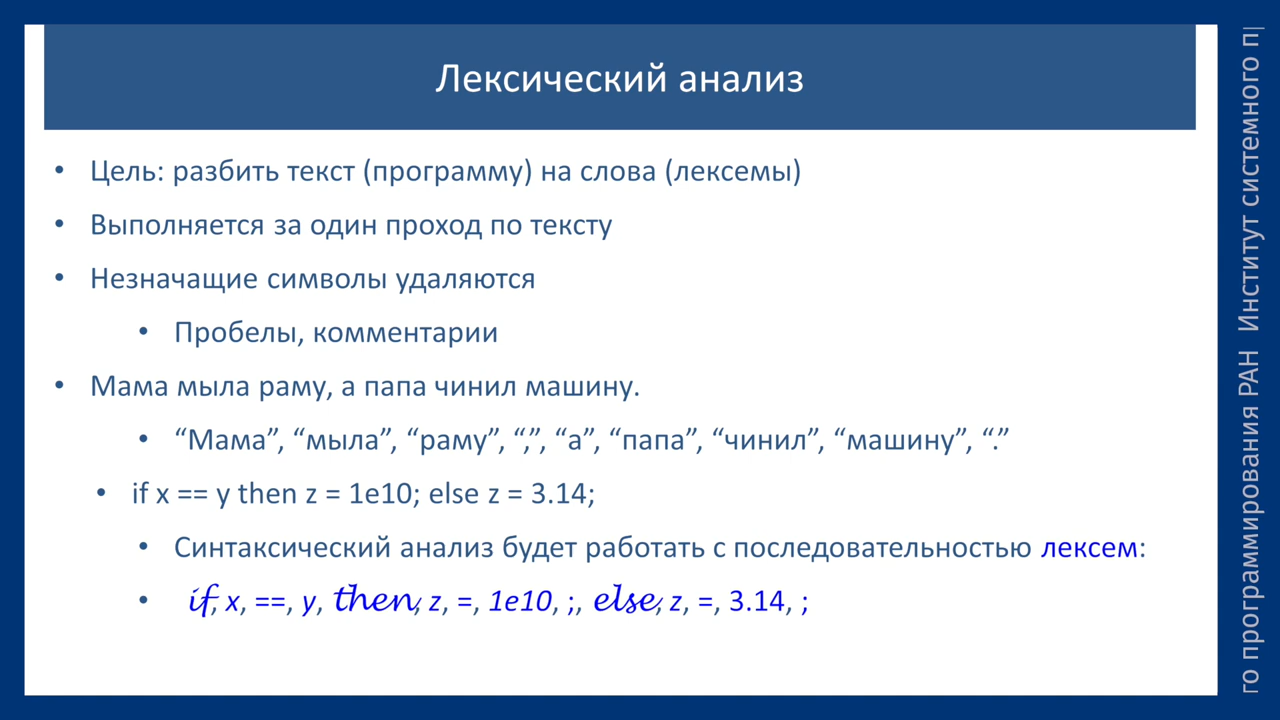 Лексический анализ
• Цель: разбить текст (программу) на слова (лексемы)
• Выполняется за один проход по тексту
• Незначащие символы удаляются
• Пробелы, комментарии
• Мама мыла раму, а папа чинил машину.
• “Мама”, “мыла”, “раму”, “,”, “а”, “папа”, “чинил”, “машину”, “.”
• if x == y then z = 1e10; else z = 3.14;
• Синтаксический анализ будет работать с последовательностью лексем:
• if, x, ==, y, then, z, =, 1e10, ;, else, z, =, 3.14, ;
го программирования РАН Институт системного п